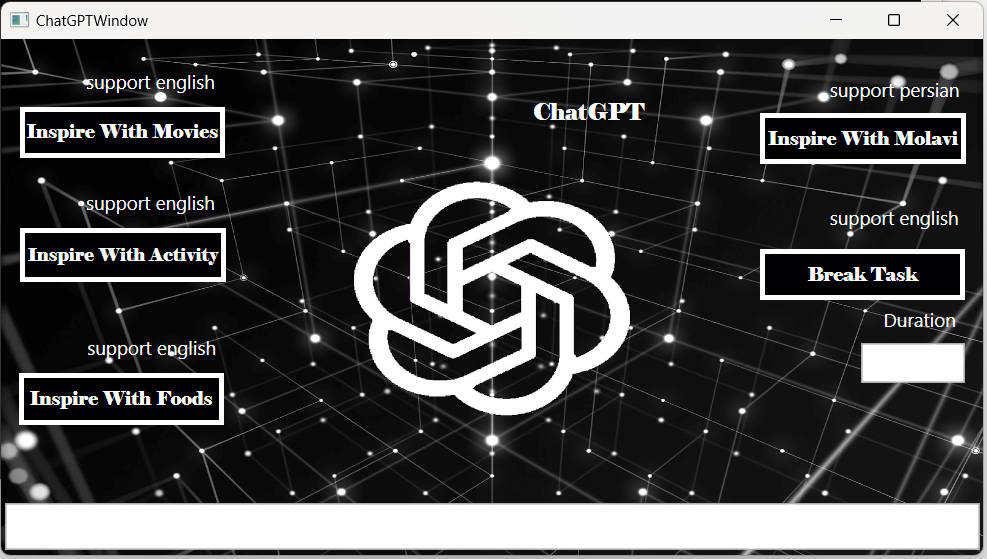 ChatGPTWindow
support english
Inspire With Movies
support english
Inspire With Activity
support english
Inspire With Foods
ChatGPT
support persian
Inspire With Molavi
support english
Break Task
Duration